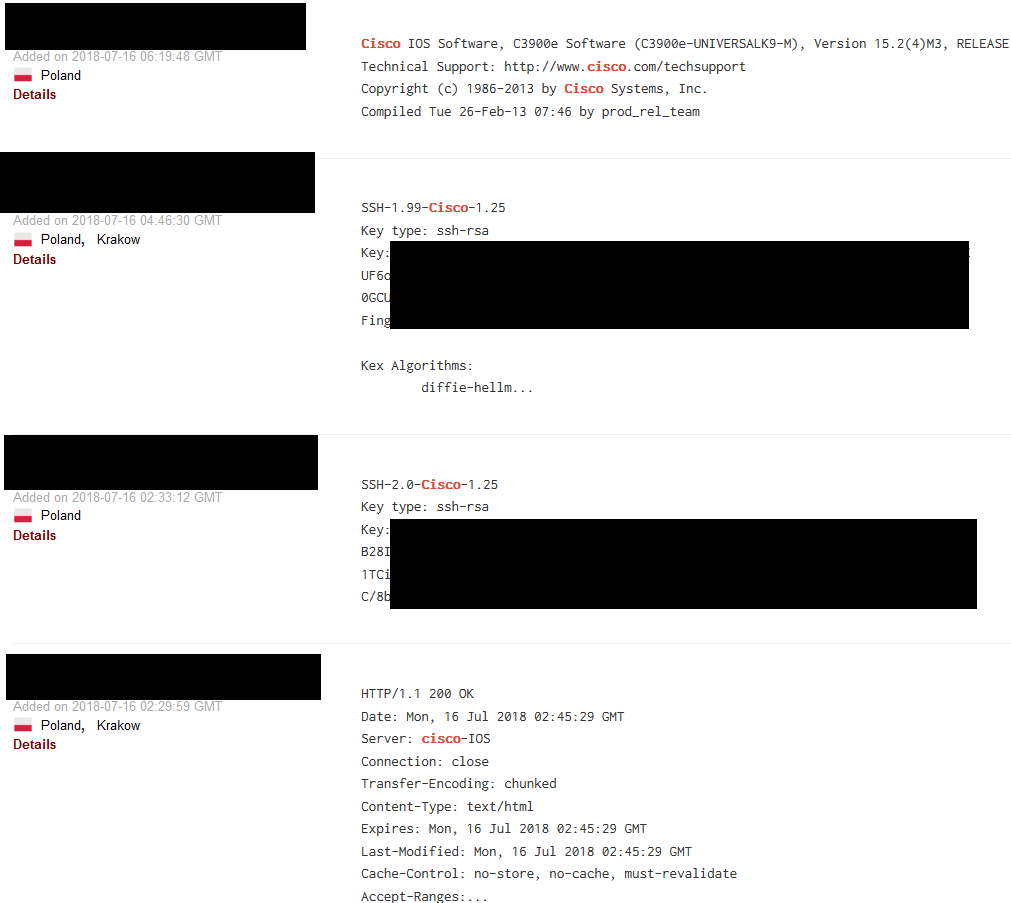 Added on 2018-07-16 06:19:48 GMT
Poland
Details
Cisco IOS Software, C3900e Software (C3900e-UNIVERSALK9-M), Version 15.2(4)M3, RELEASE
Technical Support: http://www.cisco.com/techsupport
Copyright (c) 1986-2013 by Cisco Systems, Inc.
Compiled Tue 26-Feb-13 07:46 by prod_rel_team
Added on 2018-07-16 04:46:30 GMT
Poland, Krakow
Details
SSH-1.99-Cisco-1.25
Key type: ssh-rsa
Key:
UF6o
0GCU
Fing
Kex Algorithms:
diffie-hellm...
Added on 2018-07-16 02:33:12 GMT
Poland
Details
SSH-2.0-Cisco-1.25
Key type: ssh-rsa
Key:
B28I
1TCi
C/8b
Added on 2018-07-16 02:29:59 GMT
Poland, Krakow
Details
HTTP/1.1 200 OK
Date: Mon, 16 Jul 2018 02:45:29 GMT
Server: cisco-IOS
Connection: close
Transfer-Encoding: chunked
Content-Type: text/html
Expires: Mon, 16 Jul 2018 02:45:29 GMT
Last-Modified: Mon, 16 Jul 2018 02:45:29 GMT
Cache-Control: no-store, no-cache, must-revalidate
Accept-Ranges:...